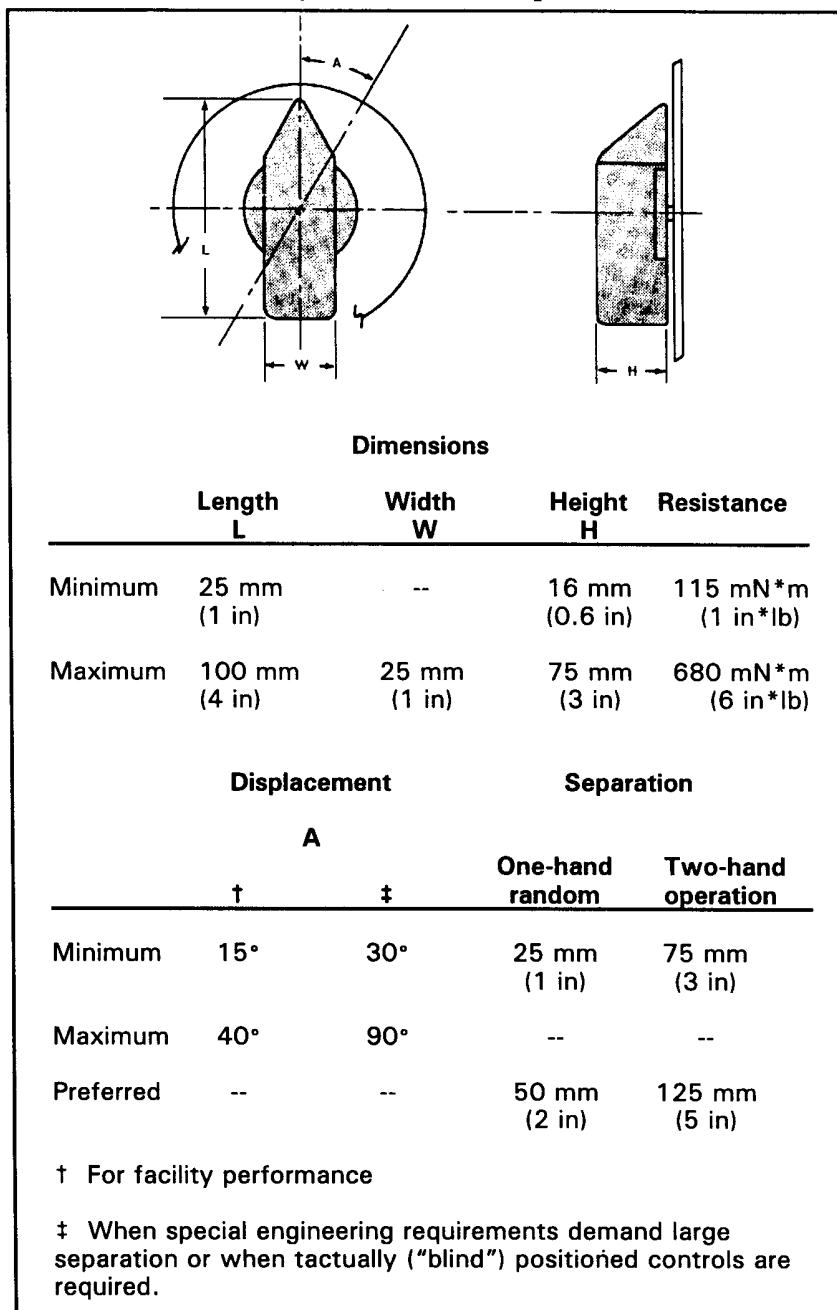 A
L
W
H
Dimensions
Length Width Height Resistance
L W H
Minimum 25 mm -- 16 mm 115 mN*m
(1 in) (0.6 in) (1 in*lb)
Maximum 100 mm 25 mm 75 mm 680 mN*m
(4 in) (1 in) (3 in) (6 in*lb)
Displacement Separation
A
One-hand Two-hand
† ‡ random operation
Minimum 15° 30° 25 mm 75 mm
(1 in) (3 in)
Maximum 40° 90° -- --
Preferred -- -- 50 mm 125 mm
(2 in) (5 in)
† For facility performance
‡ When special engineering requirements demand large
separation or when tactually ("blind") positioned controls are
required.